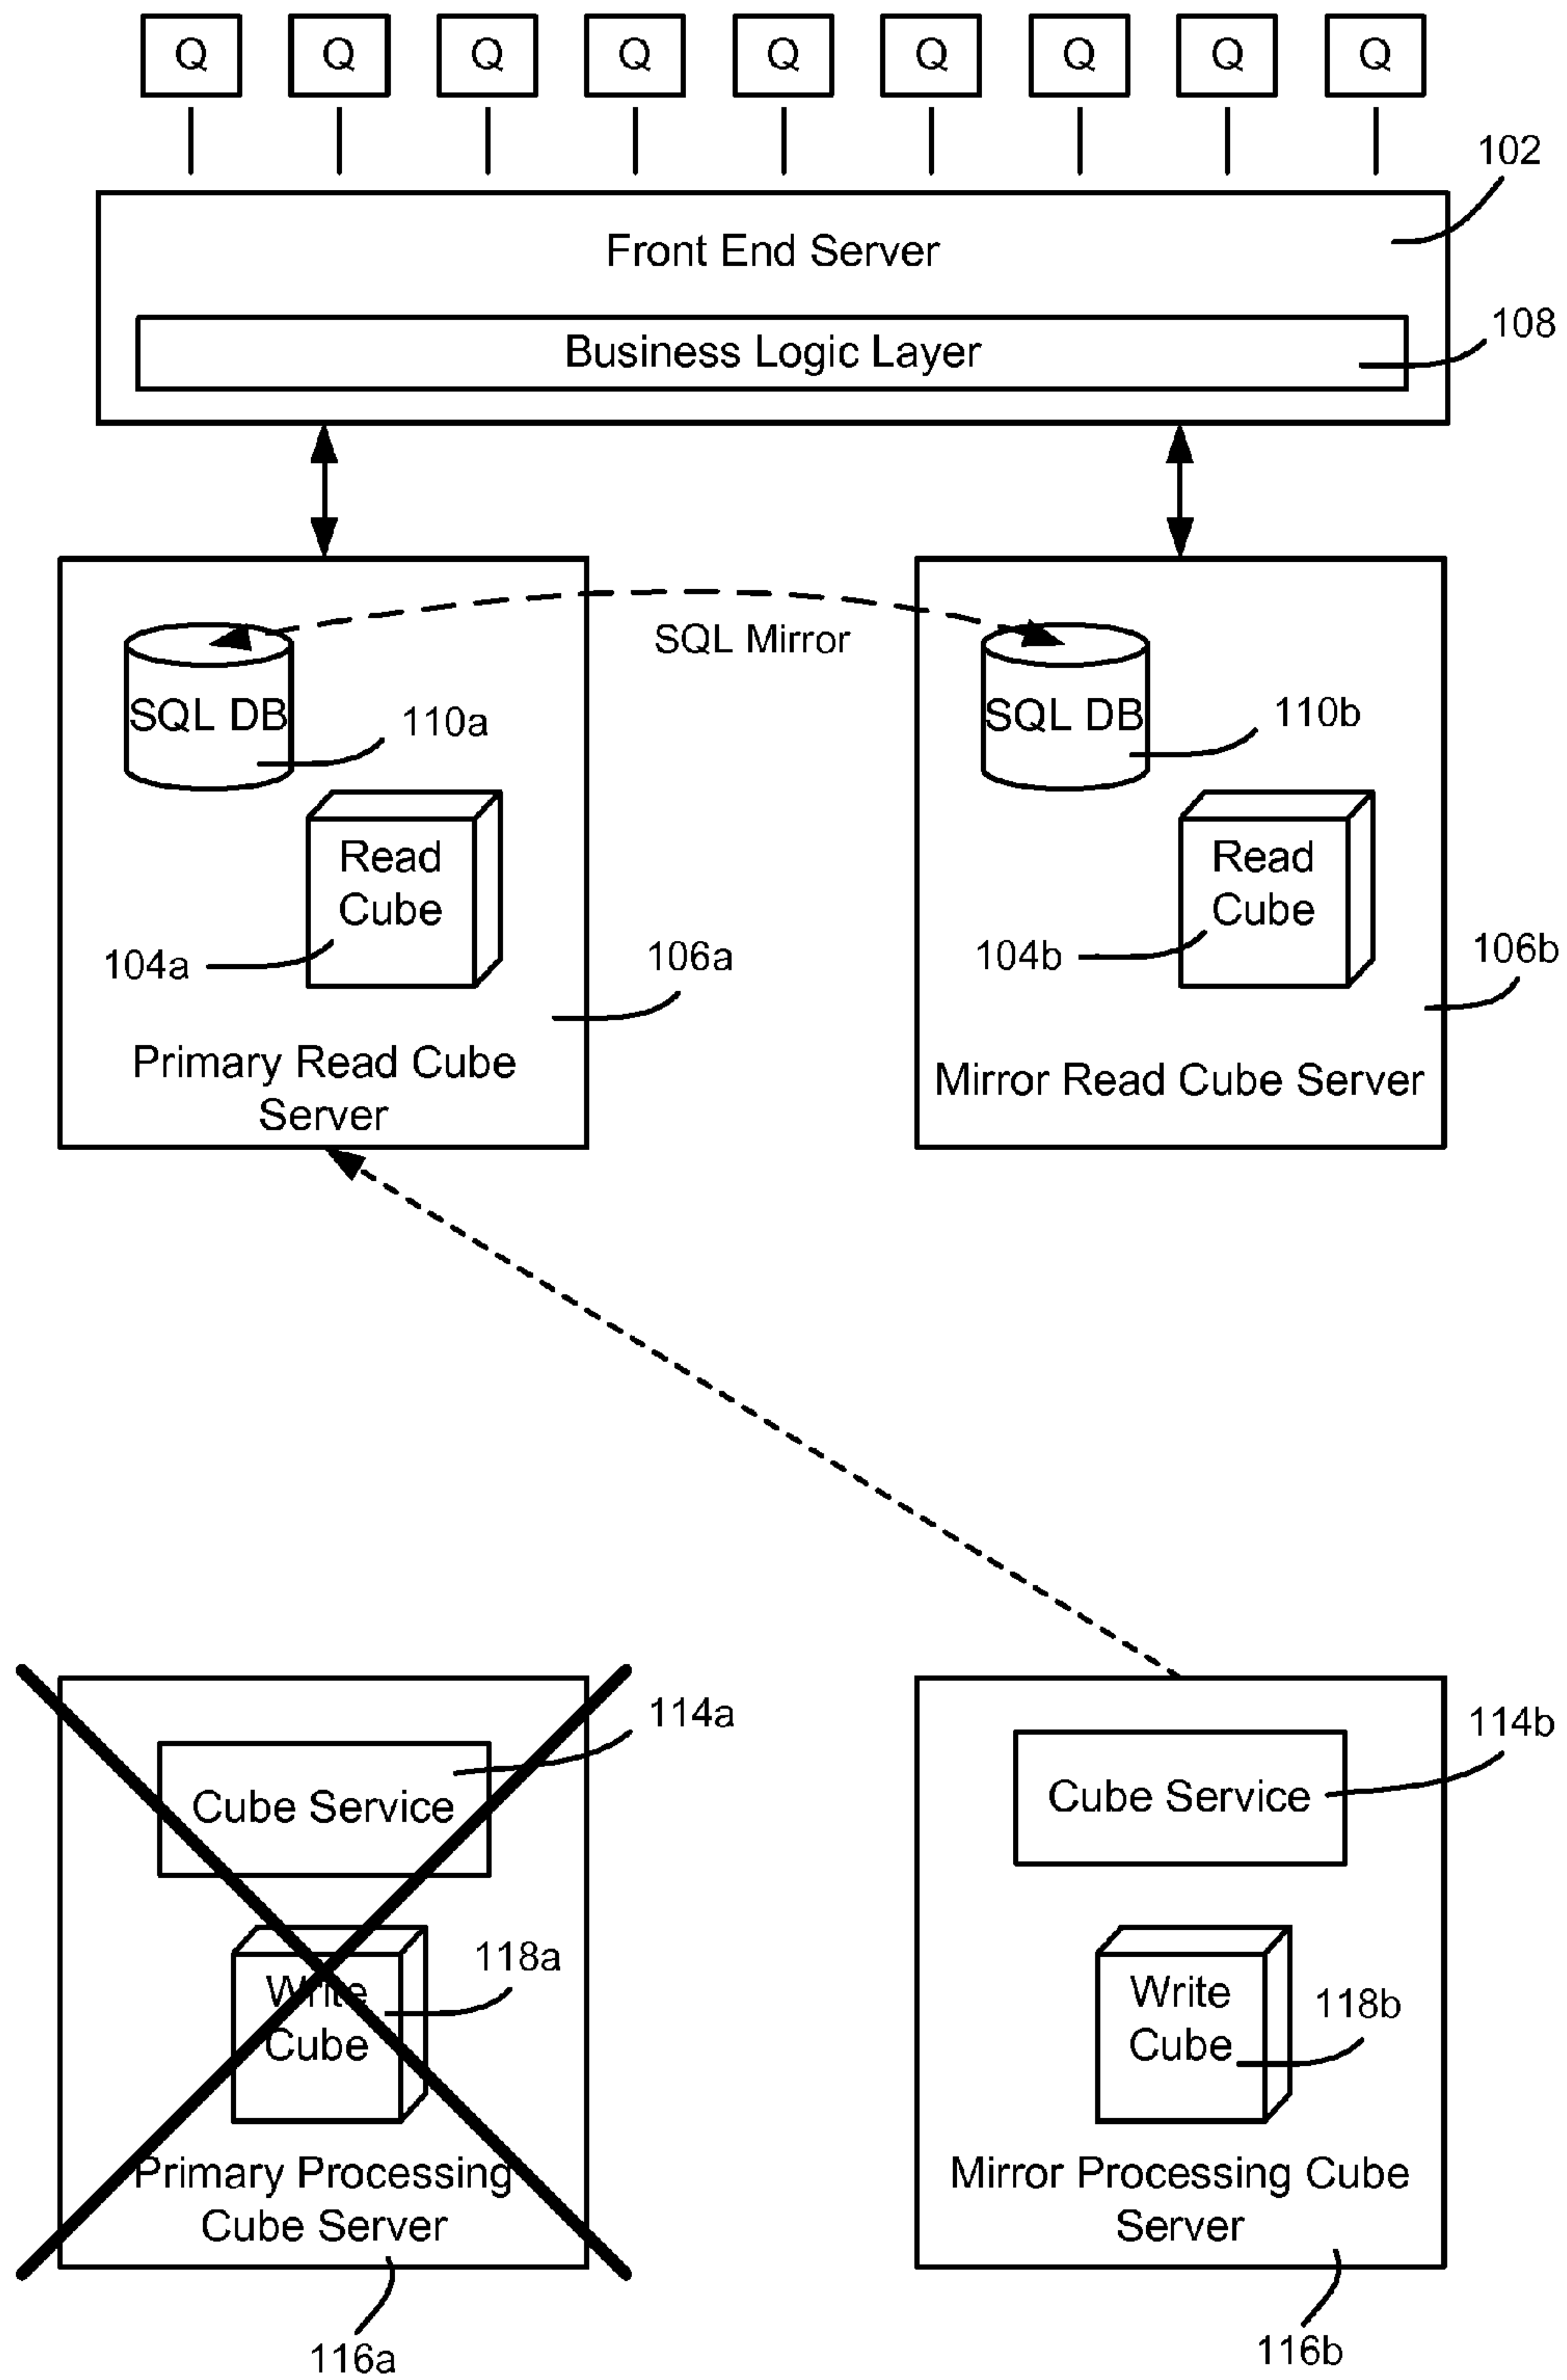 Q Q Q Q Q Q Q Q Q
102
Front End Server
108
Business Logic Layer
SQL Mirror
SQL DB
110a
SQL DB
110b
Read
Cube
104a
106a
Read
Cube
104b
106b
Primary Read Cube
Server
Mirror Read Cube Server
114a
Cube Service
114b
Cube Service
118a
Write
Cube
Write
Cube
118b
Primary Processing
Cube Server
Mirror Processing Cube
Server
116a
116b